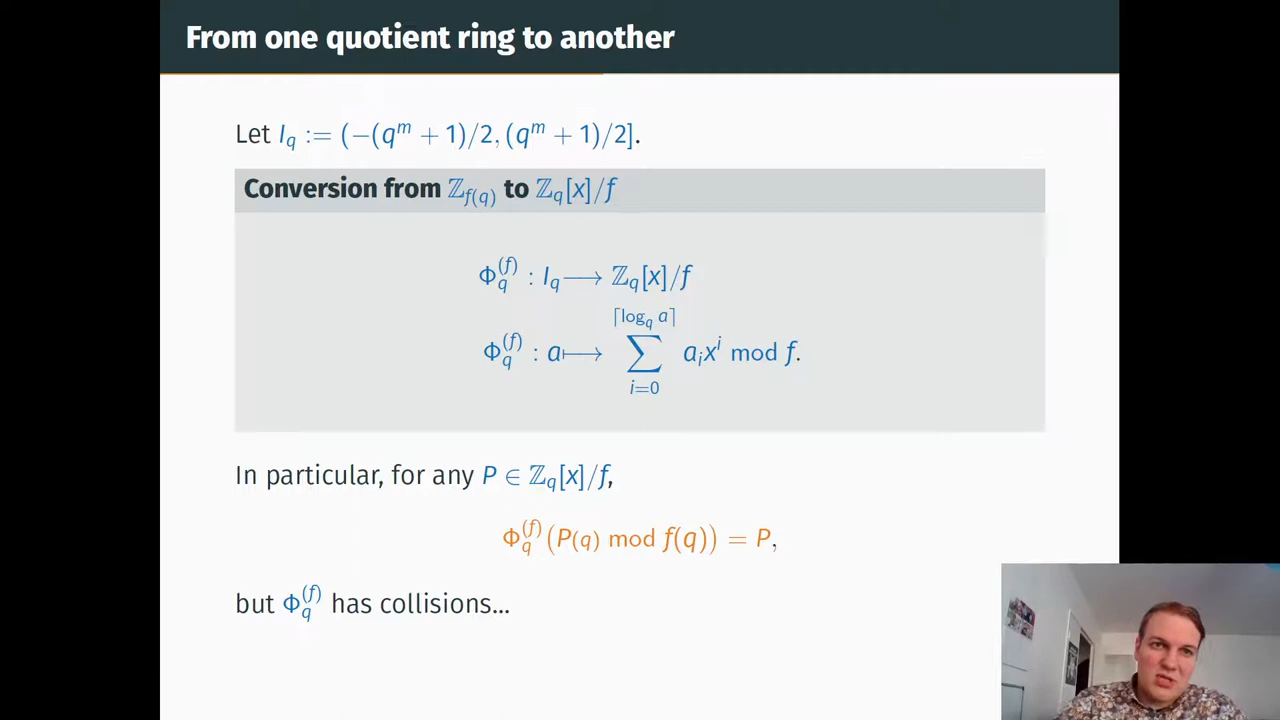 From one quotient ring to another
Let I_q := (−(q^m + 1)/2, (q^m + 1)/2].
Conversion from ℤ_{f(q)} to ℤ_q[x]/f
Φ_q^{(f)} : I_q ⟶ ℤ_q[x]/f
Φ_q^{(f)} : a ⟼ ∑_{i=0}^{⌈log_q a⌉} a_i x^i mod f.
In particular, for any P ∈ ℤ_q[x]/f,
Φ_q^{(f)}(P(q) mod f(q)) = P,
but Φ_q^{(f)} has collisions...